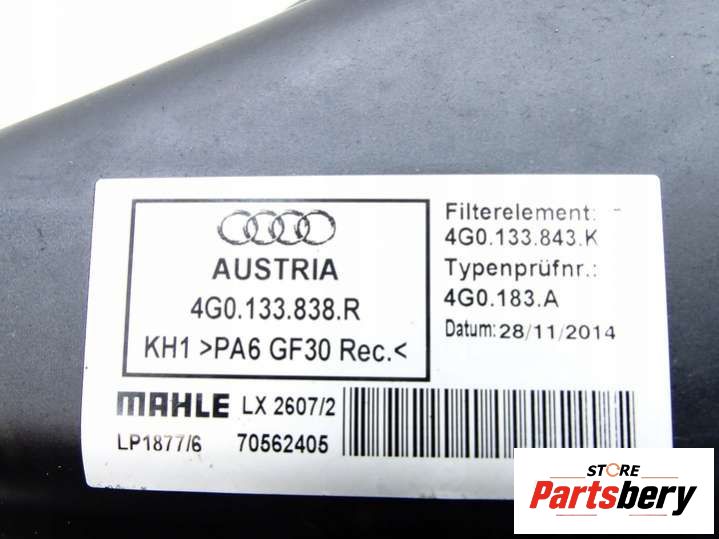 AUSTRIA
4G0.133.838.R
KH1 >PA6 GF30 Rec.<
Filterelement:
4G0.133.843.K
Typenprüfnr.:
4G0.183.A
Datum: 28/11/2014
MAHLE LX 2607/2
LP1877/6 70562405
STORE
Partsbery